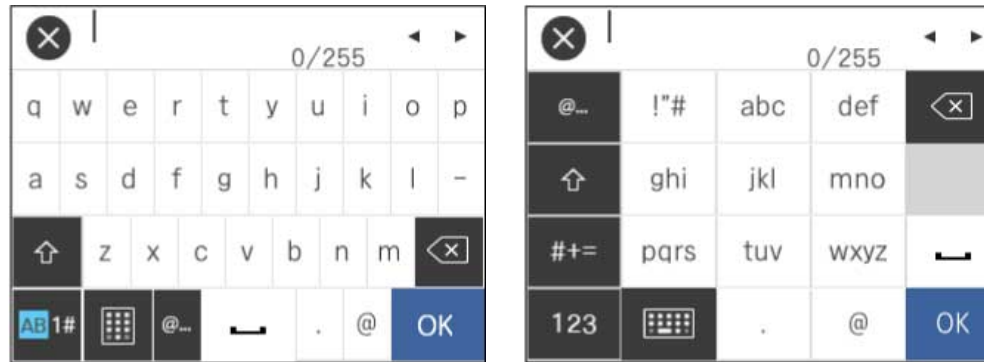 0/255
q w e r t y u i o p
a s d f g h j k l -
z x c v b n m
AB 1# @... . @ OK
0/255
@... !"# abc def
ghi jkl mno
#+= pqrs tuv wxyz
123 . @ OK